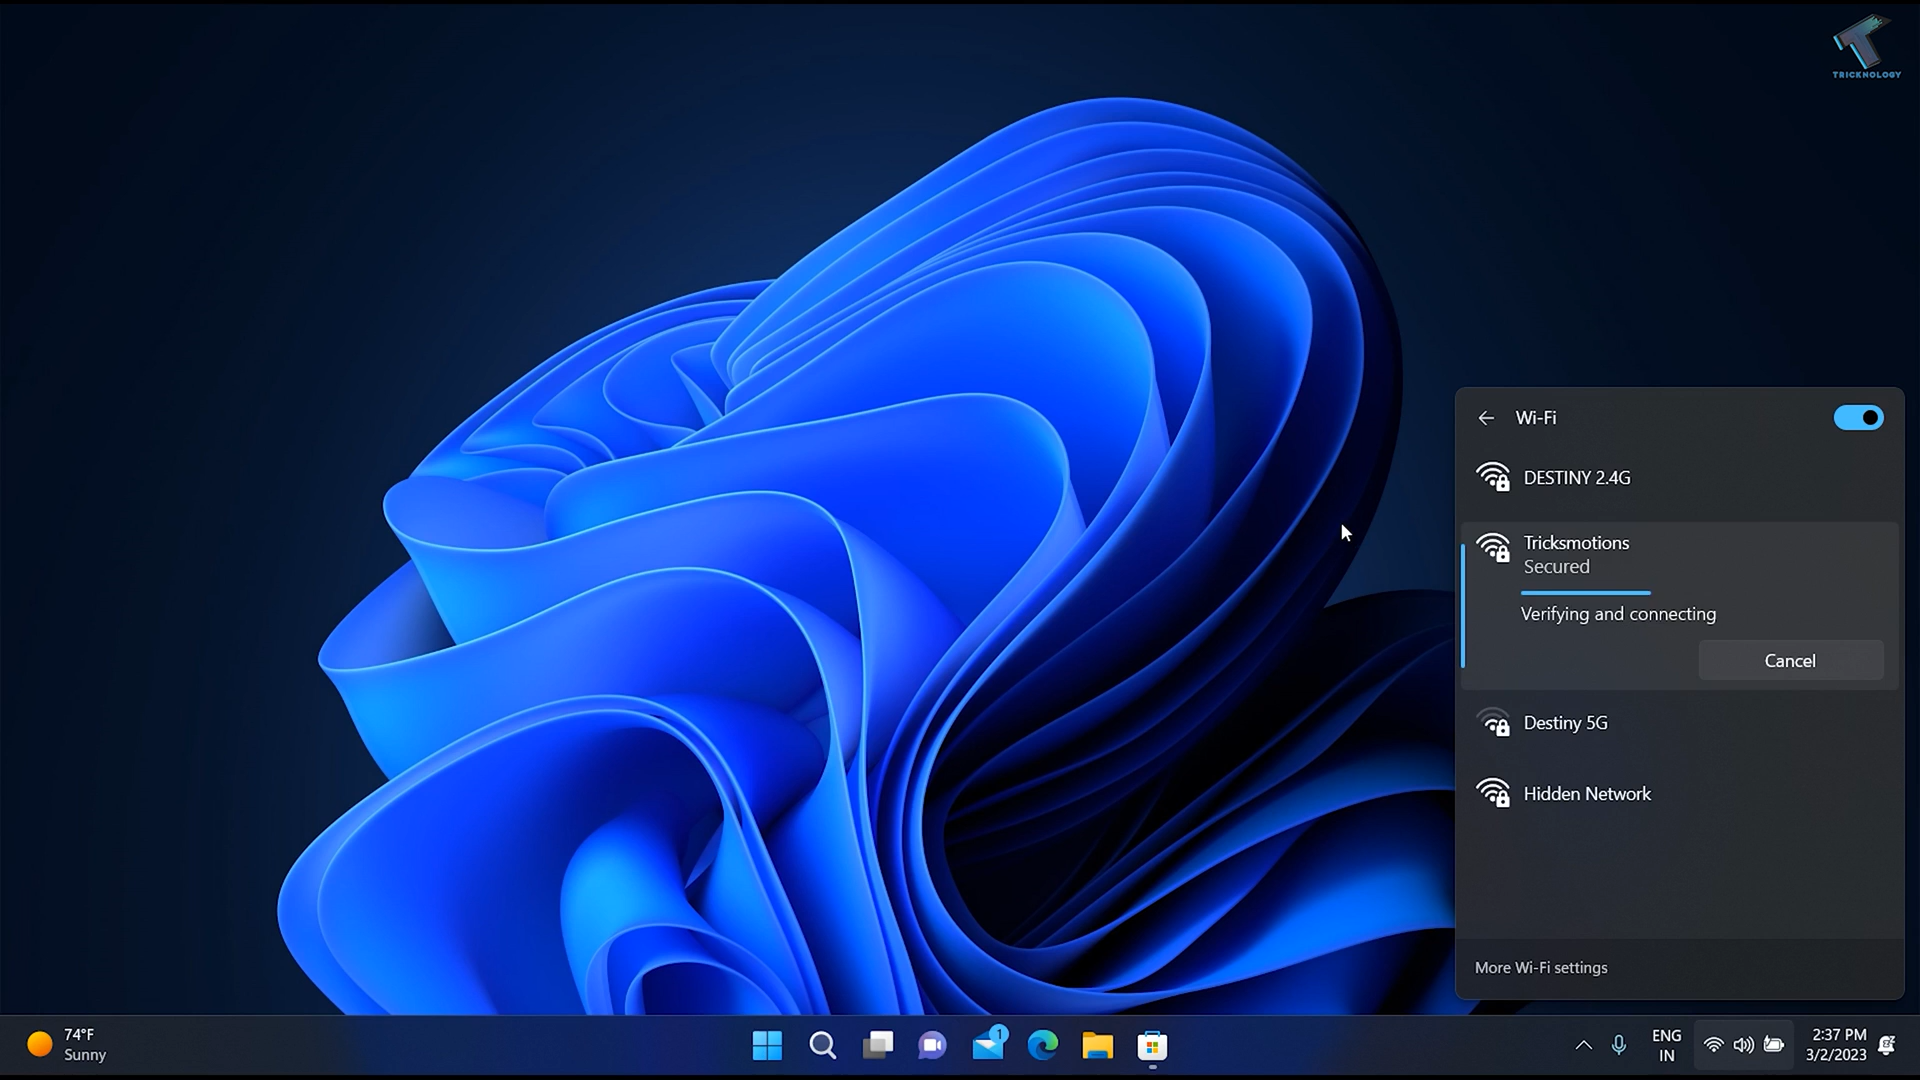 TRICKNOLOGY
Wi-Fi
DESTINY 2.4G
Tricksmotions
Secured
Verifying and connecting
Cancel
Destiny 5G
Hidden Network
More Wi-Fi settings
74°F
Sunny
1
ENG
IN
2:37 PM
3/2/2023